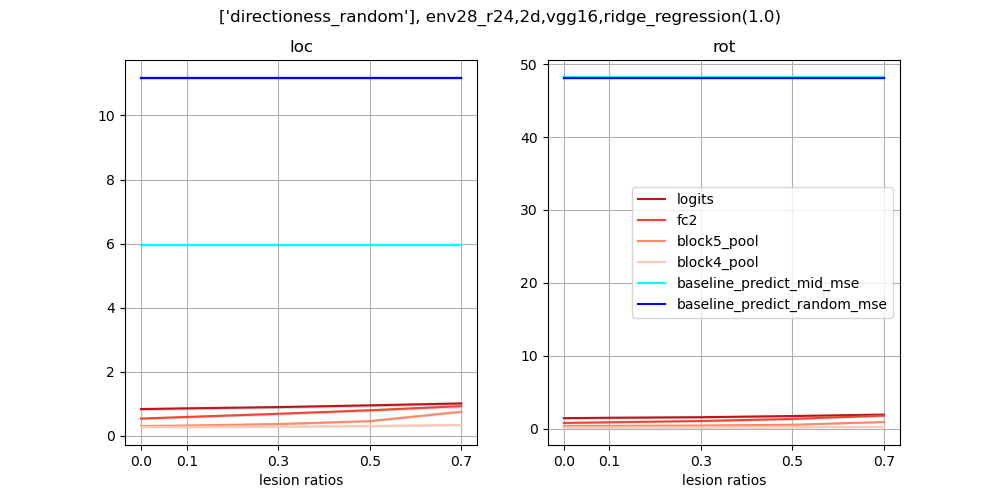 ['directioness_random'], env28_r24,2d,vgg16,ridge_regression(1.0)
loc
10
8
6
4
2
0
0.0 0.1 0.3 0.5 0.7
lesion ratios
rot
50
40
30
20
10
0
logits
fc2
block5_pool
block4_pool
baseline_predict_mid_mse
baseline_predict_random_mse
0.0 0.1 0.3 0.5 0.7
lesion ratios